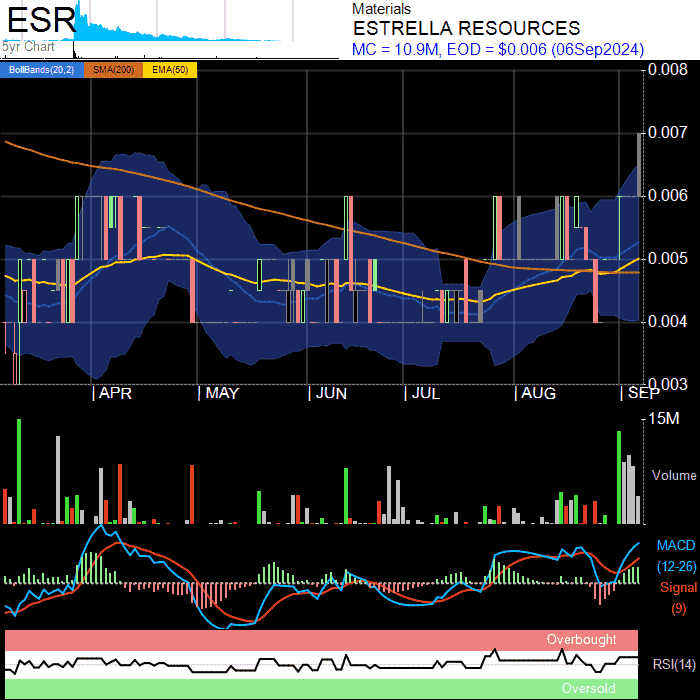 ESR
5yr Chart
Materials
ESTRELLA RESOURCES
MC = 10.9M, EOD = $0.006 (06Sep2024)
BollBands(20,2) SMA(200) EMA(50)
0.008
0.007
0.006
0.005
0.004
0.003
| APR | MAY | JUN | JUL | AUG | SEP
15M
Volume
MACD
(12-26)
Signal
(9)
Overbought
RSI(14)
Oversold